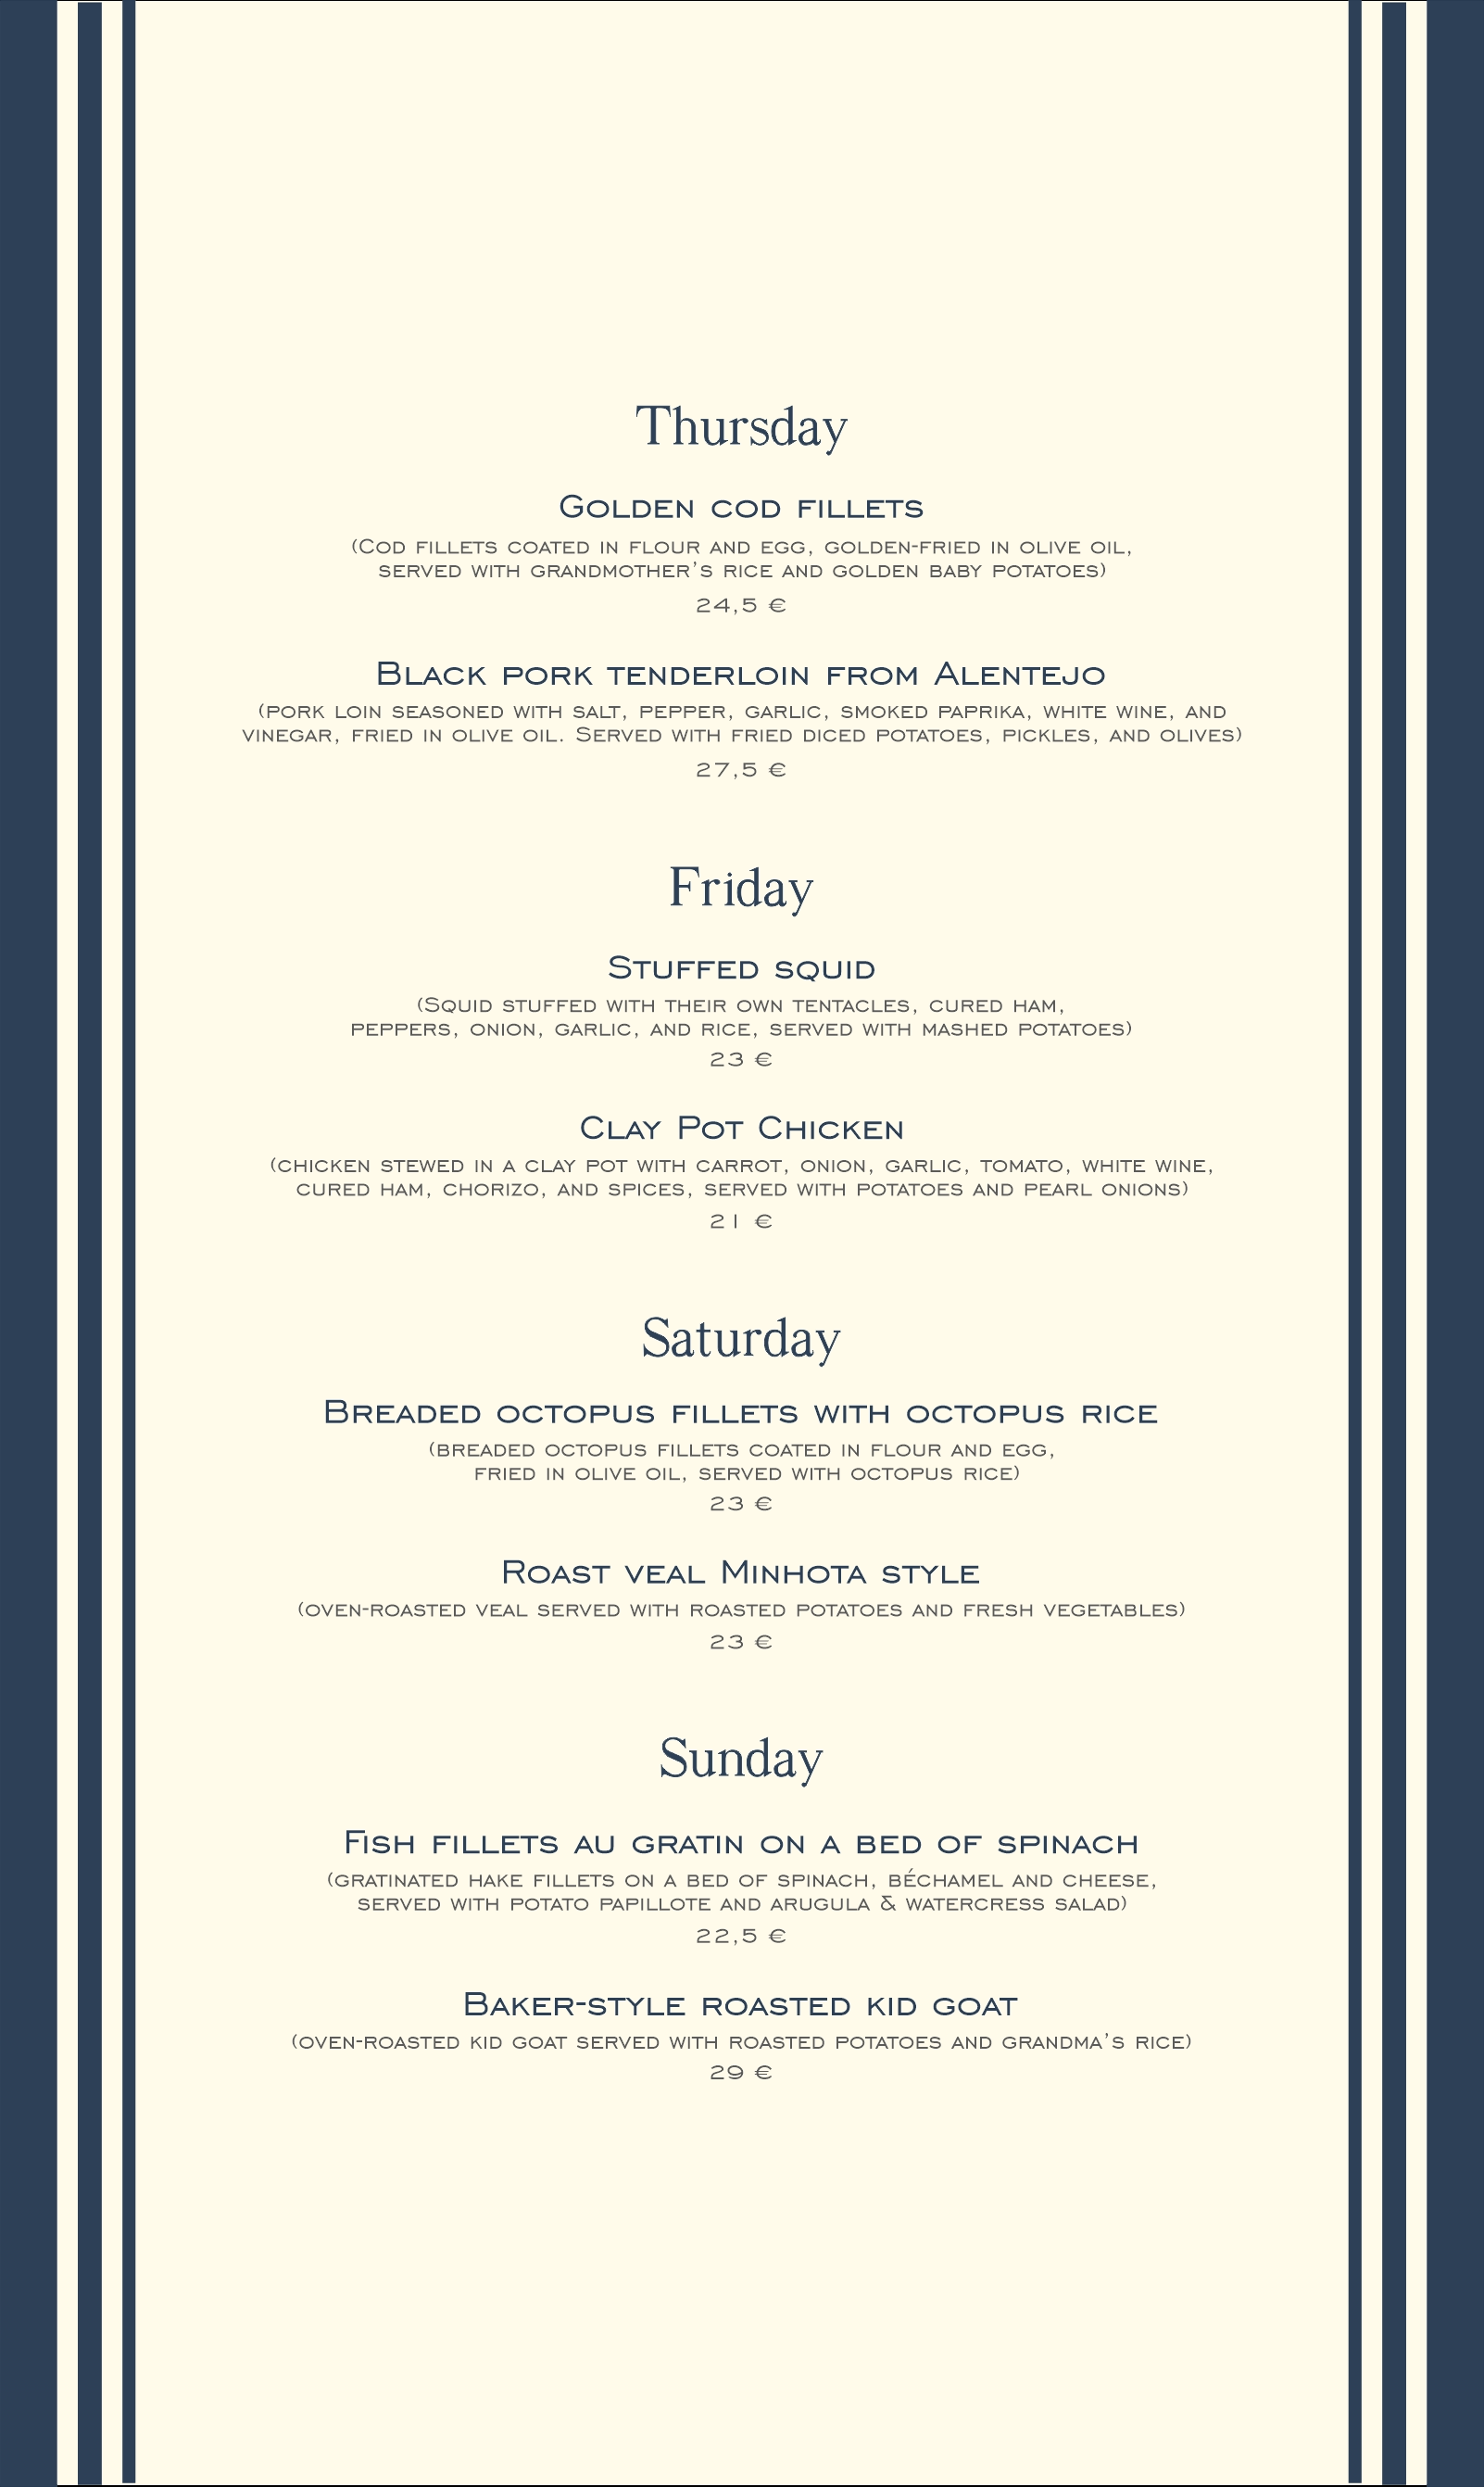 Thursday
Golden cod fillets
(Cod fillets coated in flour and egg, golden-fried in olive oil,
served with grandmother’s rice and golden baby potatoes)
24,5 €
Black pork tenderloin from Alentejo
(pork loin seasoned with salt, pepper, garlic, smoked paprika, white wine, and
vinegar, fried in olive oil. Served with fried diced potatoes, pickles, and olives)
27,5 €
Friday
Stuffed squid
(Squid stuffed with their own tentacles, cured ham,
peppers, onion, garlic, and rice, served with mashed potatoes)
23 €
Clay Pot Chicken
(chicken stewed in a clay pot with carrot, onion, garlic, tomato, white wine,
cured ham, chorizo, and spices, served with potatoes and pearl onions)
21 €
Saturday
Breaded octopus fillets with octopus rice
(breaded octopus fillets coated in flour and egg,
fried in olive oil, served with octopus rice)
23 €
Roast veal Minhota style
(oven-roasted veal served with roasted potatoes and fresh vegetables)
23 €
Sunday
Fish fillets au gratin on a bed of spinach
(gratinated hake fillets on a bed of spinach, béchamel and cheese,
served with potato papillote and arugula & watercress salad)
22,5 €
Baker-style roasted kid goat
(oven-roasted kid goat served with roasted potatoes and grandma’s rice)
29 €